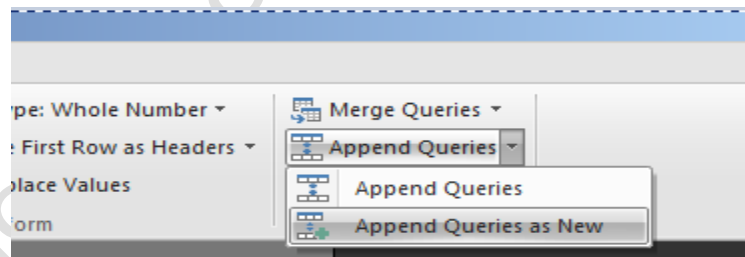 ype: Whole Number
Merge Queries
First Row as Headers
Append Queries
place Values
Append Queries
orm
Append Queries as New